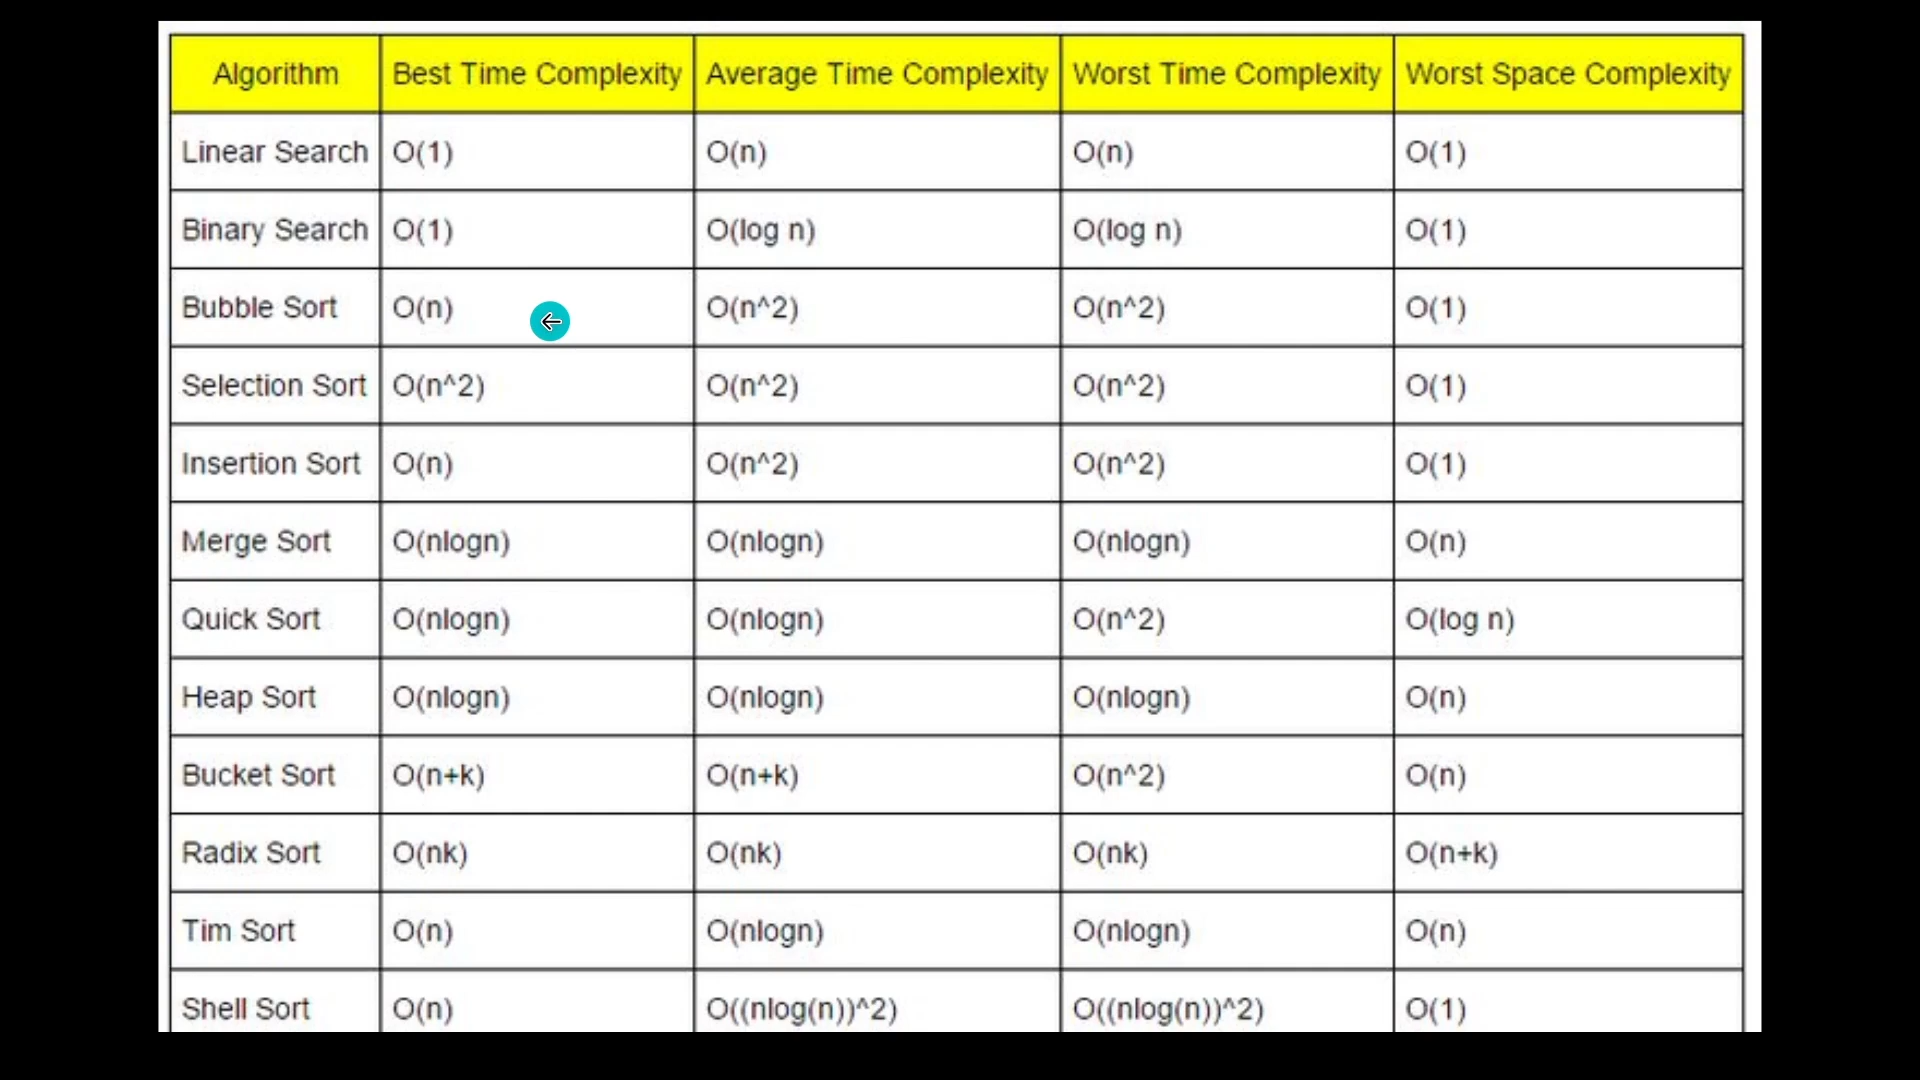 Algorithm Best Time Complexity Average Time Complexity Worst Time Complexity Worst Space Complexity
Linear Search O(1) O(n) O(n) O(1)
Binary Search O(1) O(log n) O(log n) O(1)
Bubble Sort O(n) O(n^2) O(n^2) O(1)
Selection Sort O(n^2) O(n^2) O(n^2) O(1)
Insertion Sort O(n) O(n^2) O(n^2) O(1)
Merge Sort O(nlogn) O(nlogn) O(nlogn) O(n)
Quick Sort O(nlogn) O(nlogn) O(n^2) O(log n)
Heap Sort O(nlogn) O(nlogn) O(nlogn) O(n)
Bucket Sort O(n+k) O(n+k) O(n^2) O(n)
Radix Sort O(nk) O(nk) O(nk) O(n+k)
Tim Sort O(n) O(nlogn) O(nlogn) O(n)
Shell Sort O(n) O((nlog(n))^2) O((nlog(n))^2) O(1)